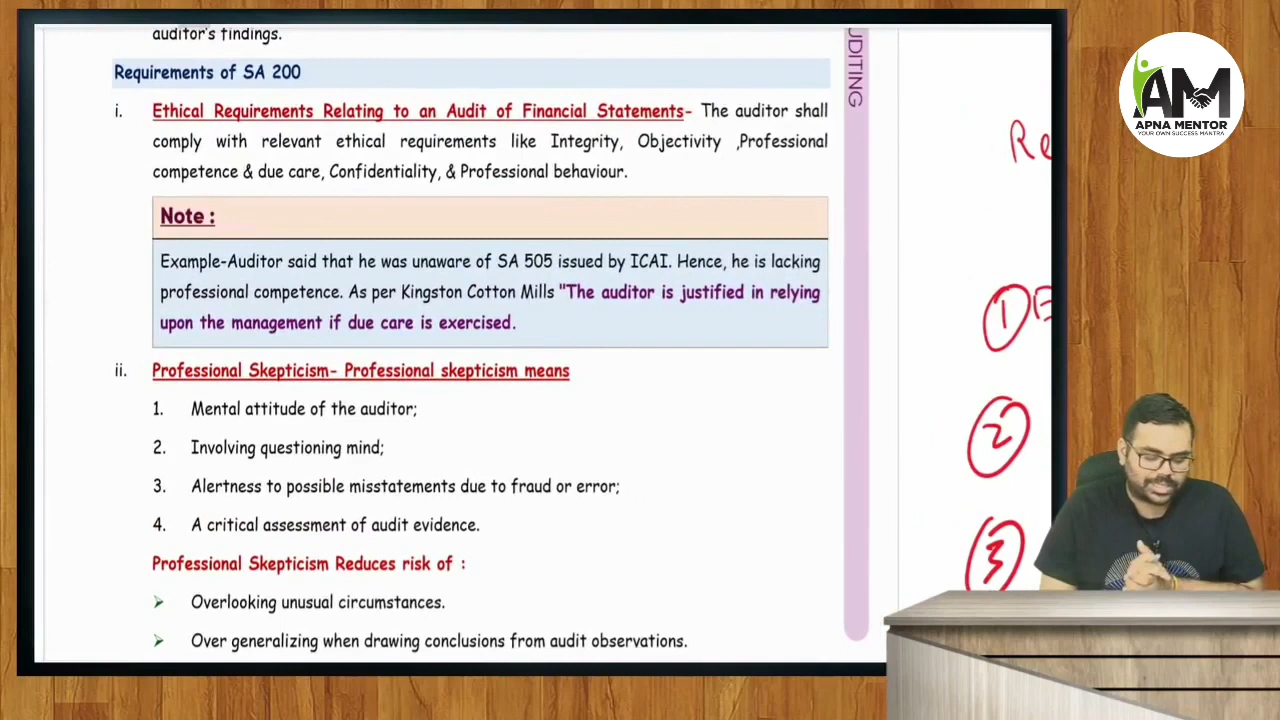 auditor's findings.
Requirements of SA 200
i. Ethical Requirements Relating to an Audit of Financial Statements- The auditor shall
comply with relevant ethical requirements like Integrity, Objectivity ,Professional
competence & due care, Confidentiality, & Professional behaviour.
Note :
Example-Auditor said that he was unaware of SA 505 issued by ICAI. Hence, he is lacking
professional competence. As per Kingston Cotton Mills "The auditor is justified in relying
upon the management if due care is exercised.
ii. Professional Skepticism- Professional skepticism means
1. Mental attitude of the auditor;
2. Involving questioning mind;
3. Alertness to possible misstatements due to fraud or error;
4. A critical assessment of audit evidence.
Professional Skepticism Reduces risk of :
➢ Overlooking unusual circumstances.
➢ Over generalizing when drawing conclusions from audit observations.
UDITING
Re
1 E
2
3
AM
APNA MENTOR
YOUR OWN SUCCESS MANTRA